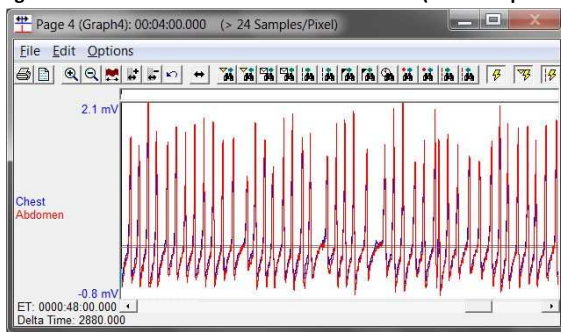 Page 4 (Graph4): 00:04:00.000 (> 24 Samples/Pixel)
File Edit Options
2.1 mV
Chest
Abdomen
-0.8 mV
ET: 0000:48:00.000
Delta Time: 2880.000